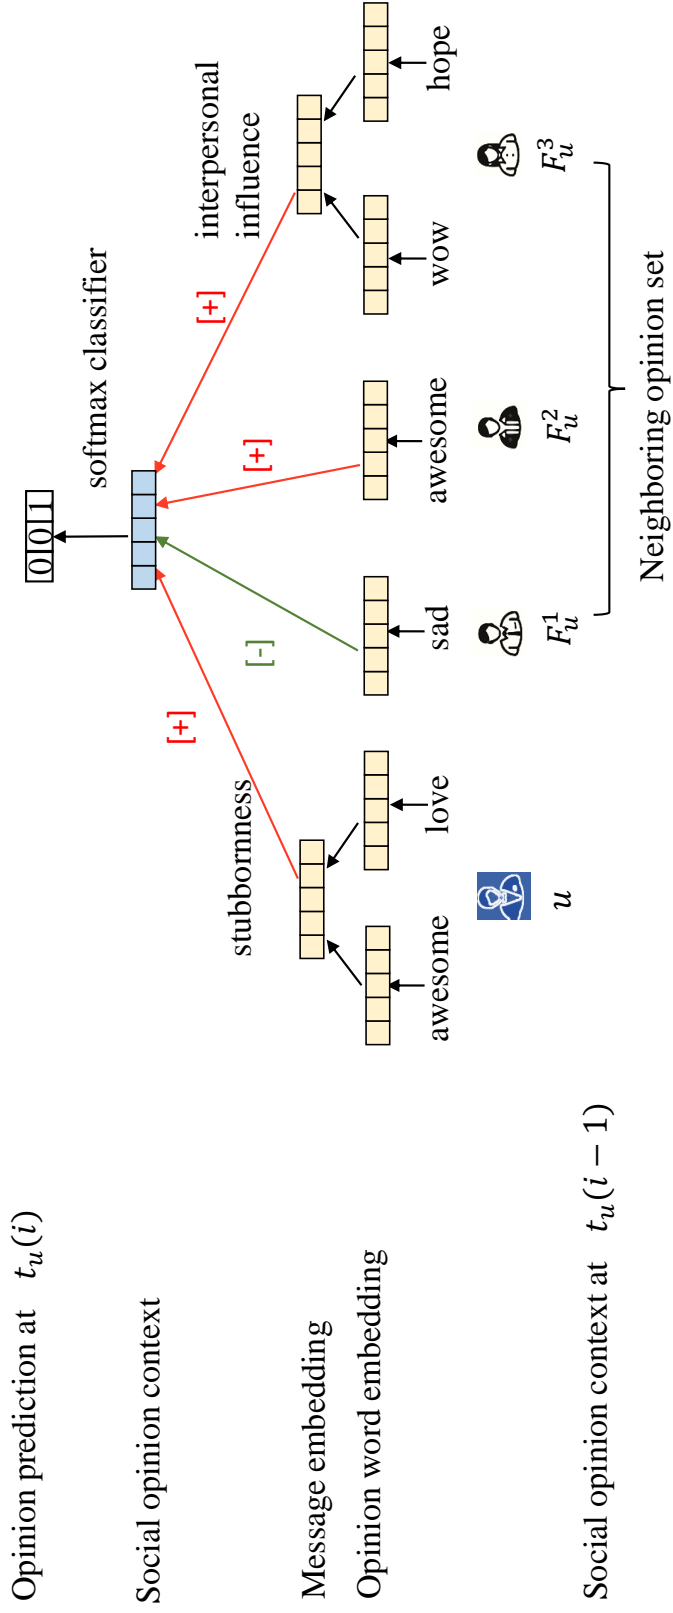 Opinion prediction at t_u(i)
0 0 1
softmax classifier
Social opinion context
[+]
[-]
[+]
[+]
stubbornness
interpersonal
influence
Message embedding
Opinion word embedding
awesome
love
sad
awesome
wow
hope
u
F_u^1
F_u^2
F_u^3
Social opinion context at t_u(i − 1)
Neighboring opinion set